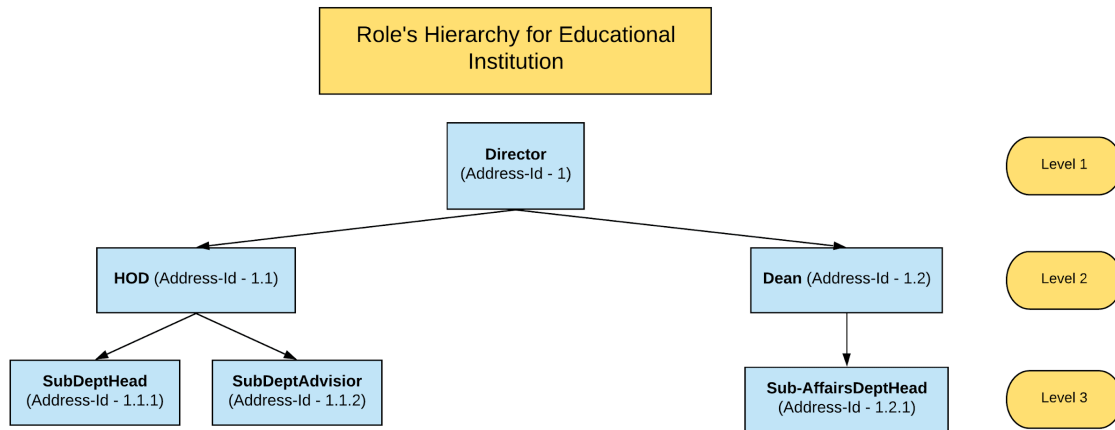 Role's Hierarchy for Educational
Institution
Director
(Address-Id - 1)
Level 1
HOD (Address-Id - 1.1)
Dean (Address-Id - 1.2)
Level 2
SubDeptHead
(Address-Id - 1.1.1)
SubDeptAdvisior
(Address-Id - 1.1.2)
Sub-AffairsDeptHead
(Address-Id - 1.2.1)
Level 3